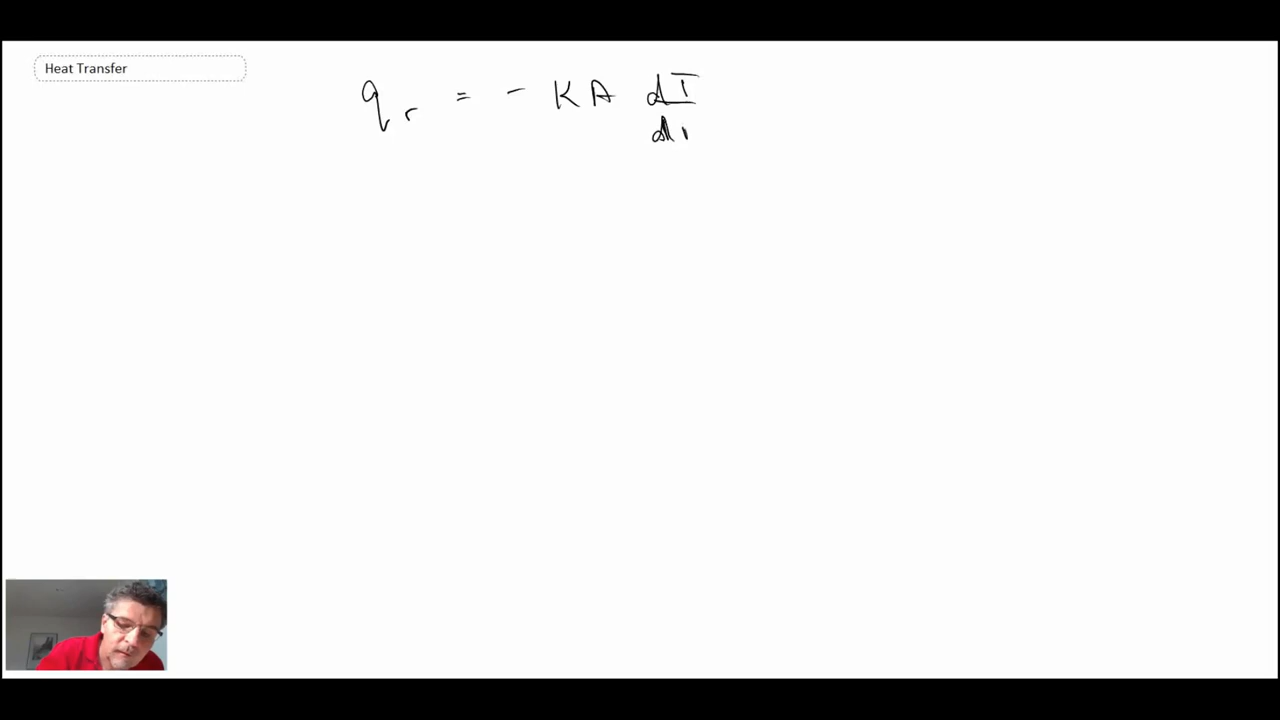 Heat Transfer
q_r = - K A dT/dr